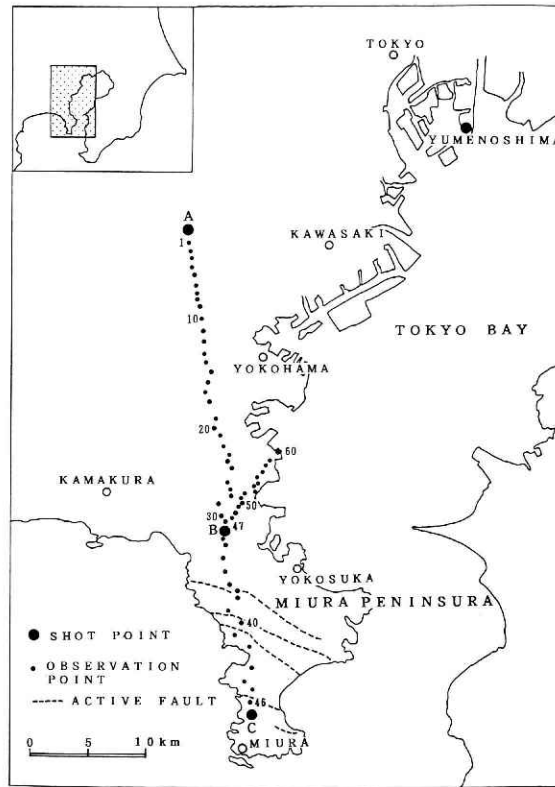 TOKYO
YUMENOSHIMA
A
1
KAWASAKI
10
TOKYO BAY
YOKOHAMA
20
60
KAMAKURA
50
30
47
B
YOKOSUKA
MIURA PENINSURA
40
SHOT POINT
OBSERVATION
POINT
ACTIVE FAULT
46
C
MIURA
0 5 10km